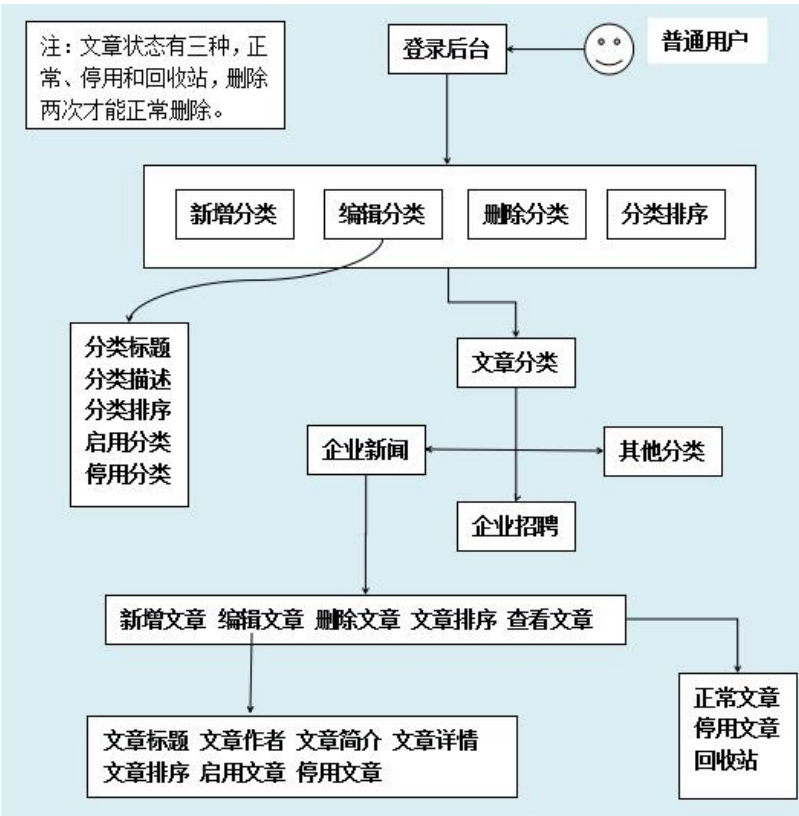 注：文章状态有三种，正
常、停用和回收站，删除
两次才能正常删除。
登录后台
普通用户
新增分类 编辑分类 删除分类 分类排序
分类标题
分类描述
分类排序
启用分类
停用分类
文章分类
企业新闻
其他分类
企业招聘
新增文章 编辑文章 删除文章 文章排序 查看文章
正常文章
停用文章
回收站
文章标题 文章作者 文章简介 文章详情
文章排序 启用文章 停用文章